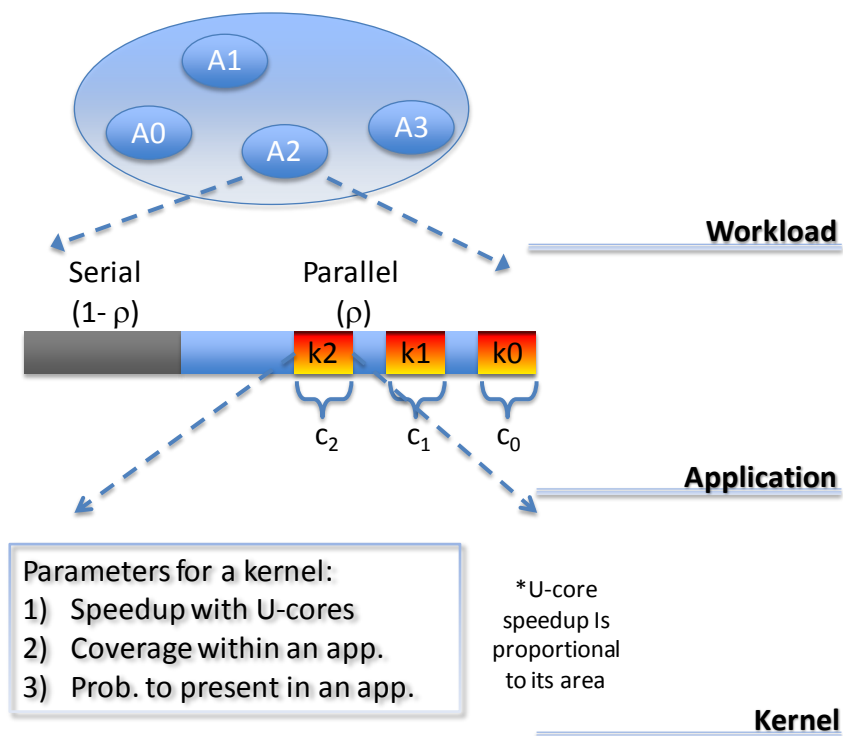 A1
A0
A2
A3
Workload
Serial
(1- ρ)
Parallel
(ρ)
k2
k1
k0
c₂
c₁
c₀
Application
Parameters for a kernel:
1) Speedup with U-cores
2) Coverage within an app.
3) Prob. to present in an app.
*U-core
speedup Is
proportional
to its area
Kernel